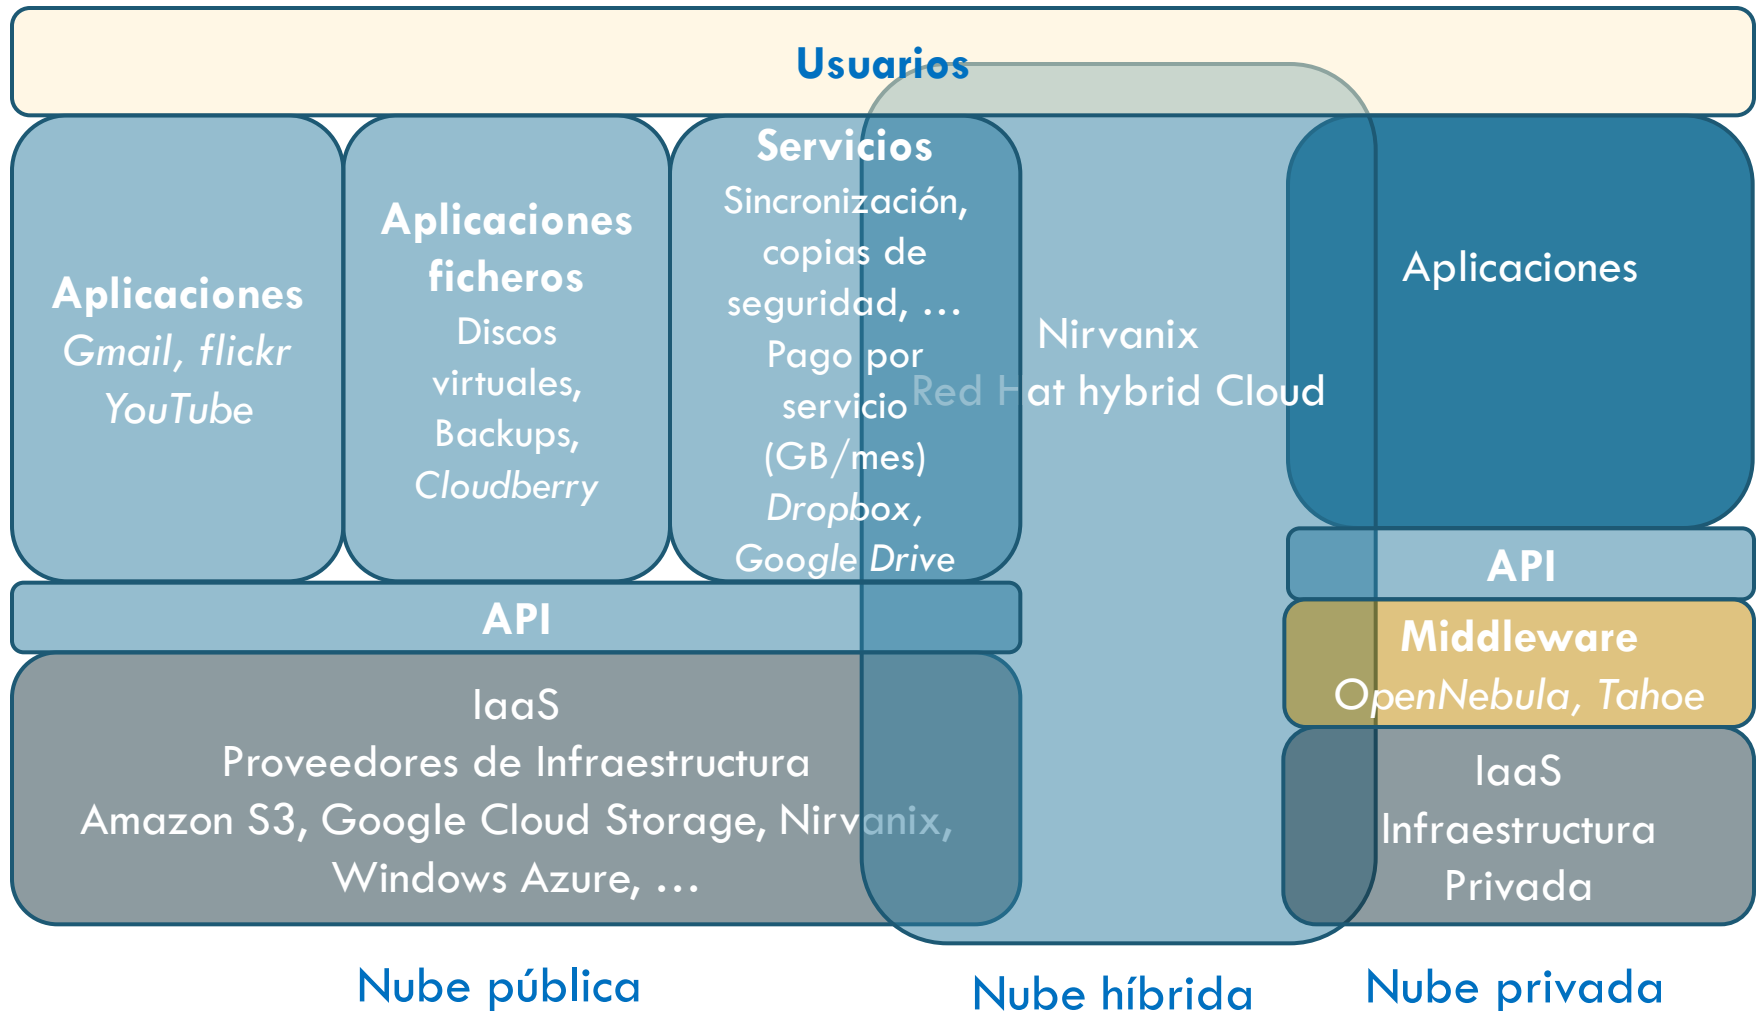 Usuarios
Aplicaciones
Gmail, flickr
YouTube
Aplicaciones
ficheros
Discos
virtuales,
Backups,
Cloudberry
Servicios
Sincronización,
copias de
seguridad, …
Pago por
servicio
(GB/mes)
Dropbox,
Google Drive
Nirvanix
Red Hat hybrid Cloud
Aplicaciones
API
API
Middleware
OpenNebula, Tahoe
IaaS
Proveedores de Infraestructura
Amazon S3, Google Cloud Storage, Nirvanix,
Windows Azure, …
IaaS
Infraestructura
Privada
Nube pública
Nube híbrida
Nube privada